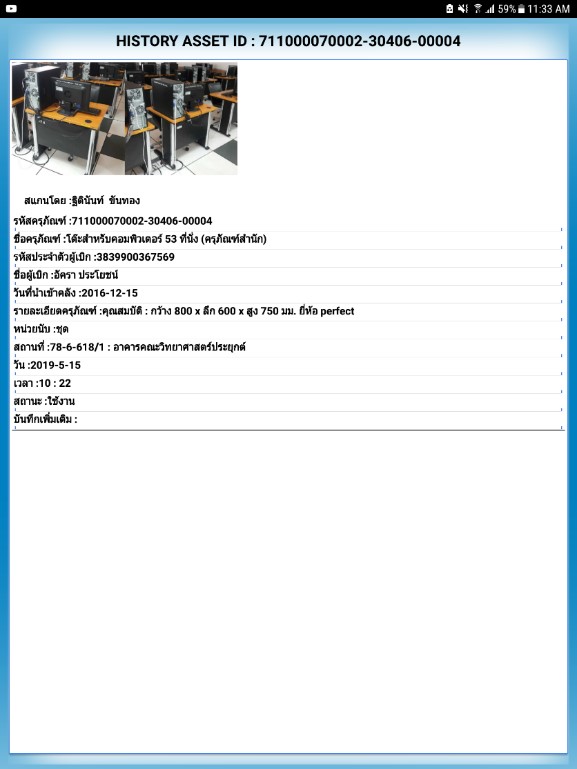 59% 11:33 AM
HISTORY ASSET ID : 711000070002-30406-00004
สแกนโดย :ฐิตินันท์ ขันทอง
รหัสครุภัณฑ์ :711000070002-30406-00004
ชื่อครุภัณฑ์ :โต๊ะสำหรับคอมพิวเตอร์ 53 ที่นั่ง (ครุภัณฑ์สำนัก)
รหัสประจำตัวผู้เบิก :3839900367569
ชื่อผู้เบิก :อัครา ประโยชน์
วันที่นำเข้าคลัง :2016-12-15
รายละเอียดครุภัณฑ์ :คุณสมบัติ : กว้าง 800 x ลึก 600 x สูง 750 มม. ยี่ห้อ perfect
หน่วยนับ :ชุด
สถานที่ :78-6-618/1 : อาคารคณะวิทยาศาสตร์ประยุกต์
วัน :2019-5-15
เวลา :10 : 22
สถานะ :ใช้งาน
บันทึกเพิ่มเติม :